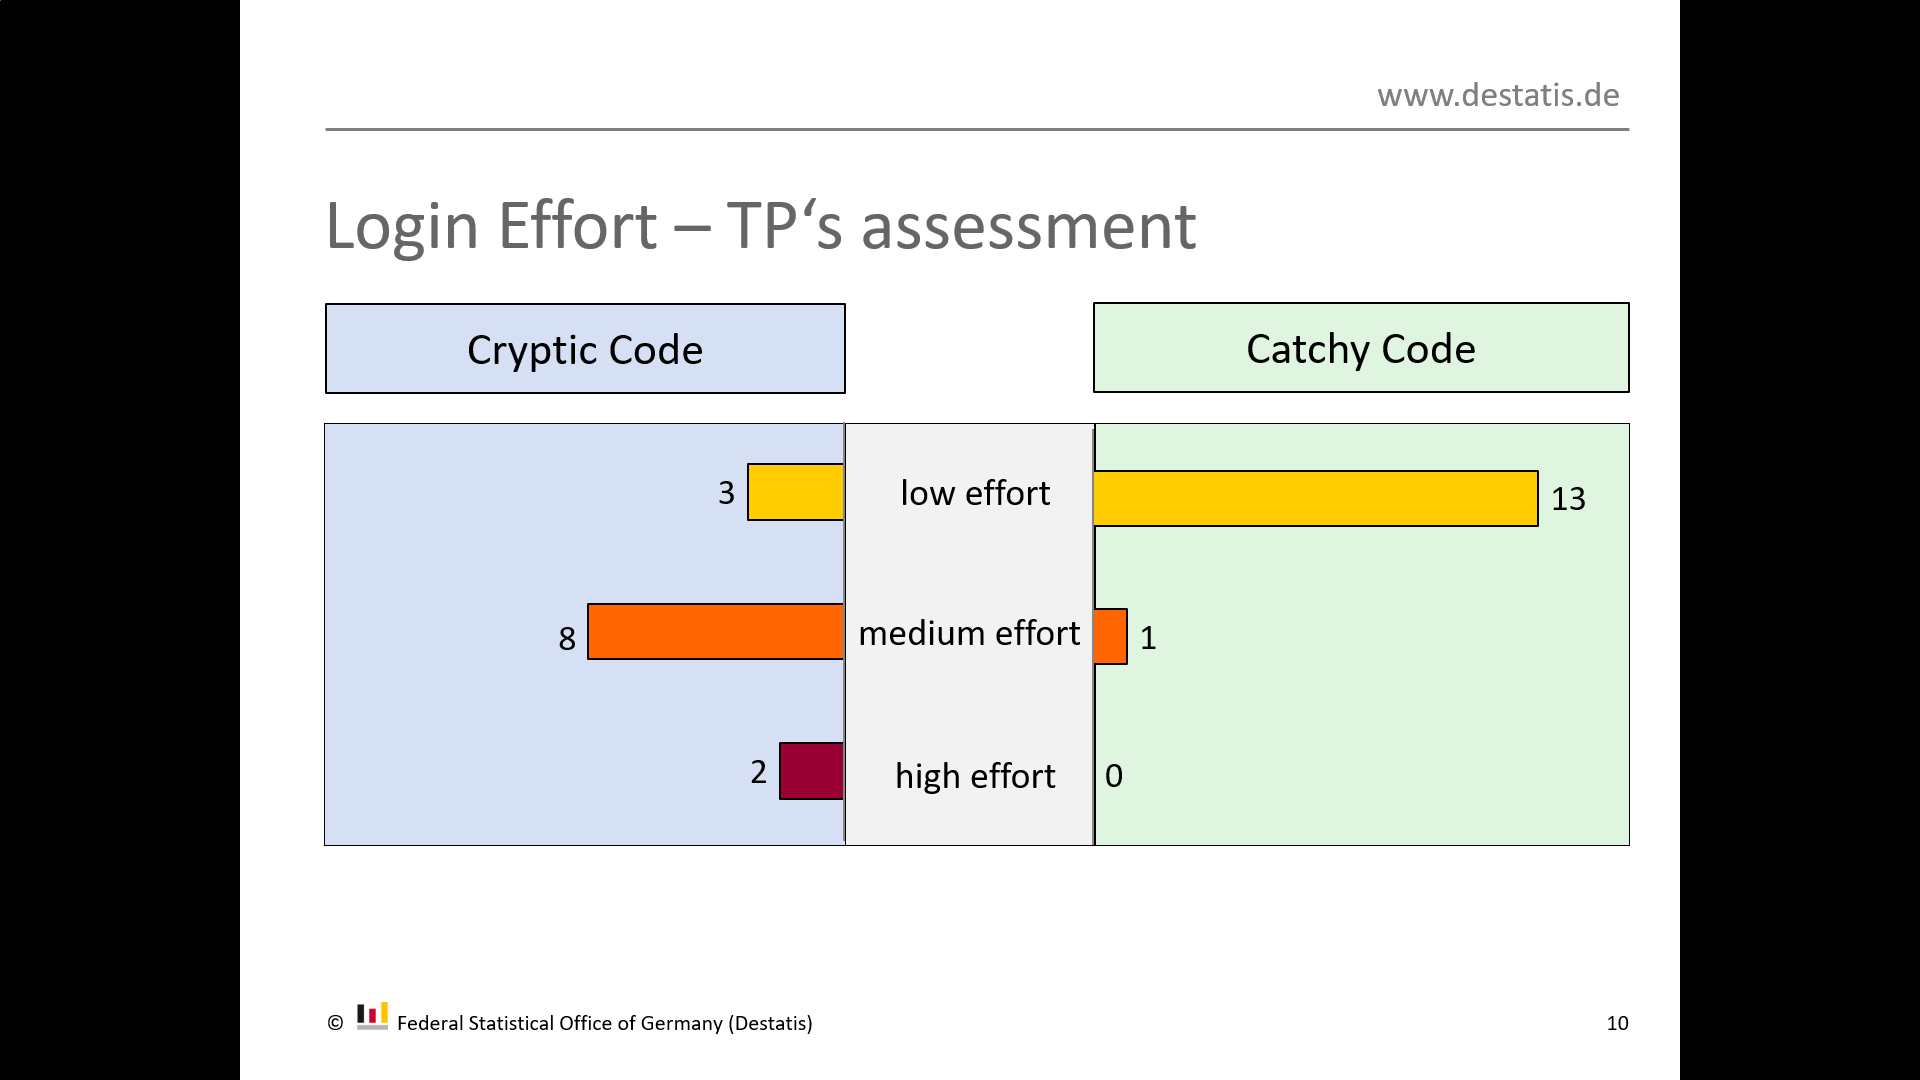 www.destatis.de
Login Effort – TP‘s assessment
Cryptic Code
Catchy Code
3 low effort 13
8 medium effort 1
2 high effort 0
© Federal Statistical Office of Germany (Destatis) 10